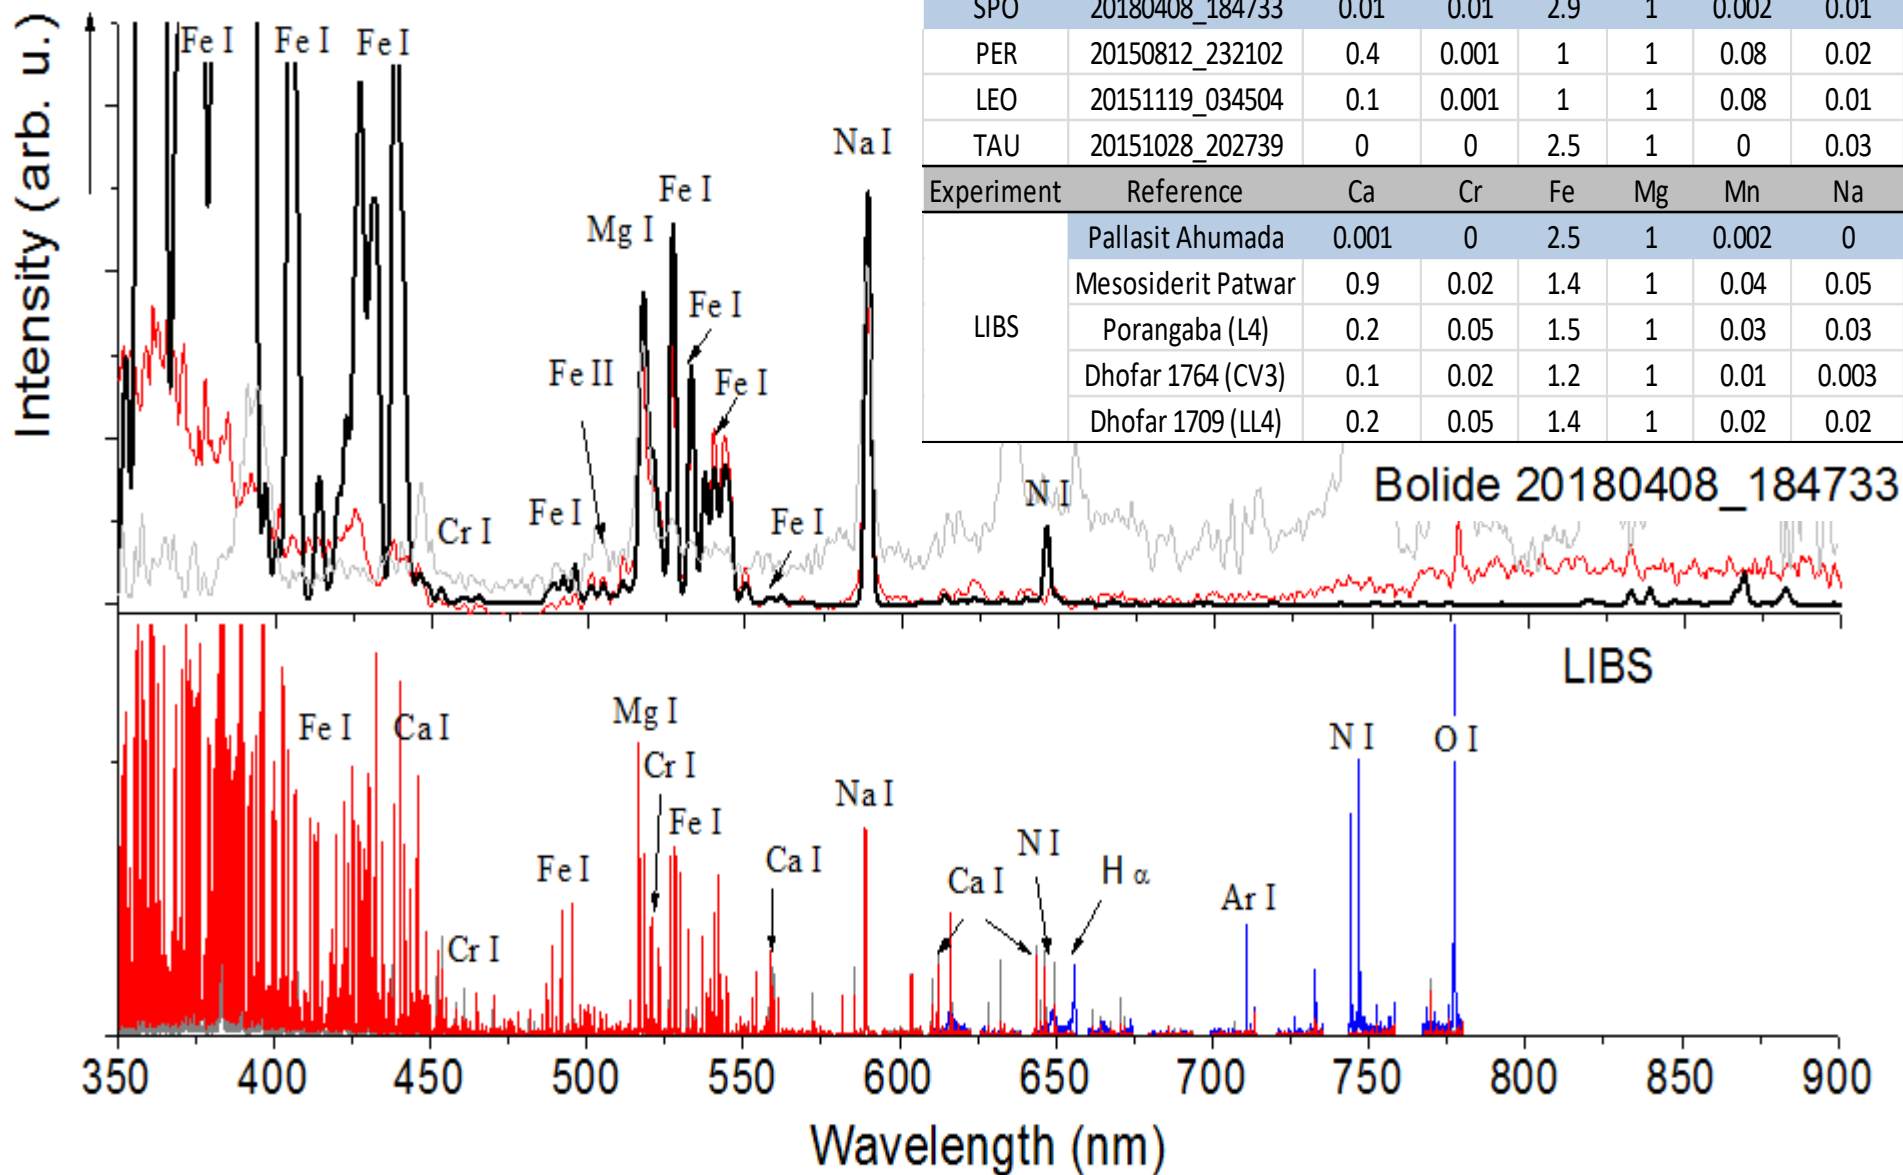 SPO 20180408_184733 0.01 0.01 2.9 1 0.002 0.01
PER 20150812_232102 0.4 0.001 1 1 0.08 0.02
LEO 20151119_034504 0.1 0.001 1 1 0.08 0.01
TAU 20151028_202739 0 0 2.5 1 0 0.03
Experiment Reference Ca Cr Fe Mg Mn Na
Pallasit Ahumada 0.001 0 2.5 1 0.002 0
Mesosiderit Patwar 0.9 0.02 1.4 1 0.04 0.05
LIBS Porangaba (L4) 0.2 0.05 1.5 1 0.03 0.03
Dhofar 1764 (CV3) 0.1 0.02 1.2 1 0.01 0.003
Dhofar 1709 (LL4) 0.2 0.05 1.4 1 0.02 0.02
Intensity (arb. u.)
Fe I Fe I Fe I
Na I
Fe I
Mg I
Fe I
Fe II
Fe I
Bolide 20180408_184733
N I
Fe I
Cr I
Fe I
LIBS
Mg I
Fe I
Ca I
N I
O I
Cr I
Na I
Fe I
N I
Ca I
Fe I
Ca I
H α
Ar I
Cr I
350 400 450 500 550 600 650 700 750 800 850 900
Wavelength (nm)